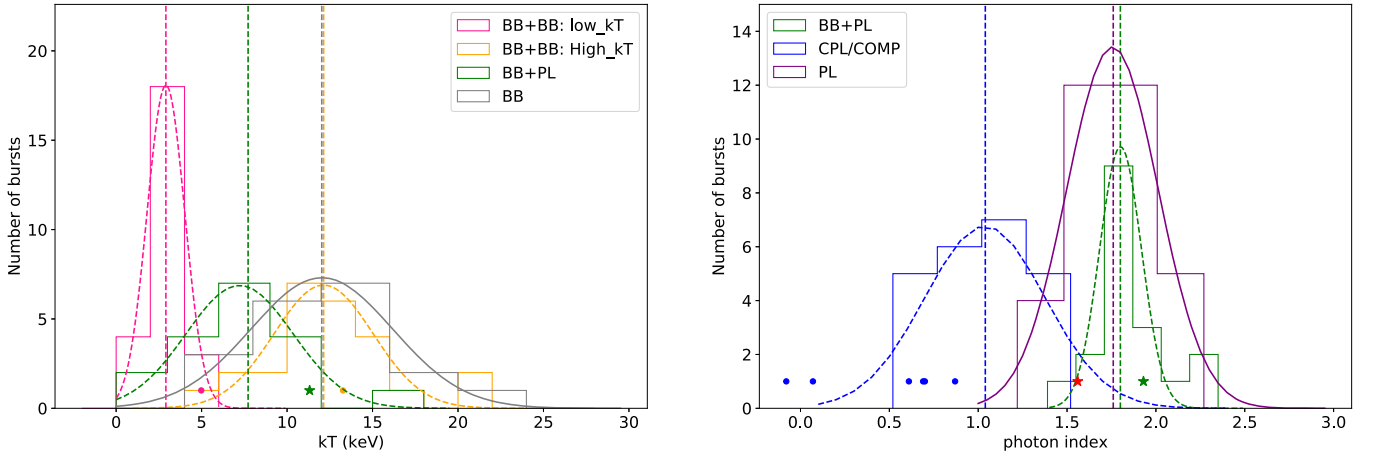 BB+BB: low_kT
BB+BB: High_kT
BB+PL
BB
Number of bursts
20
15
10
5
0
0
5
10
15
20
25
30
kT (keV)
BB+PL
CPL/COMP
PL
Number of bursts
14
12
10
8
6
4
2
0
0.0
0.5
1.0
1.5
2.0
2.5
3.0
photon index